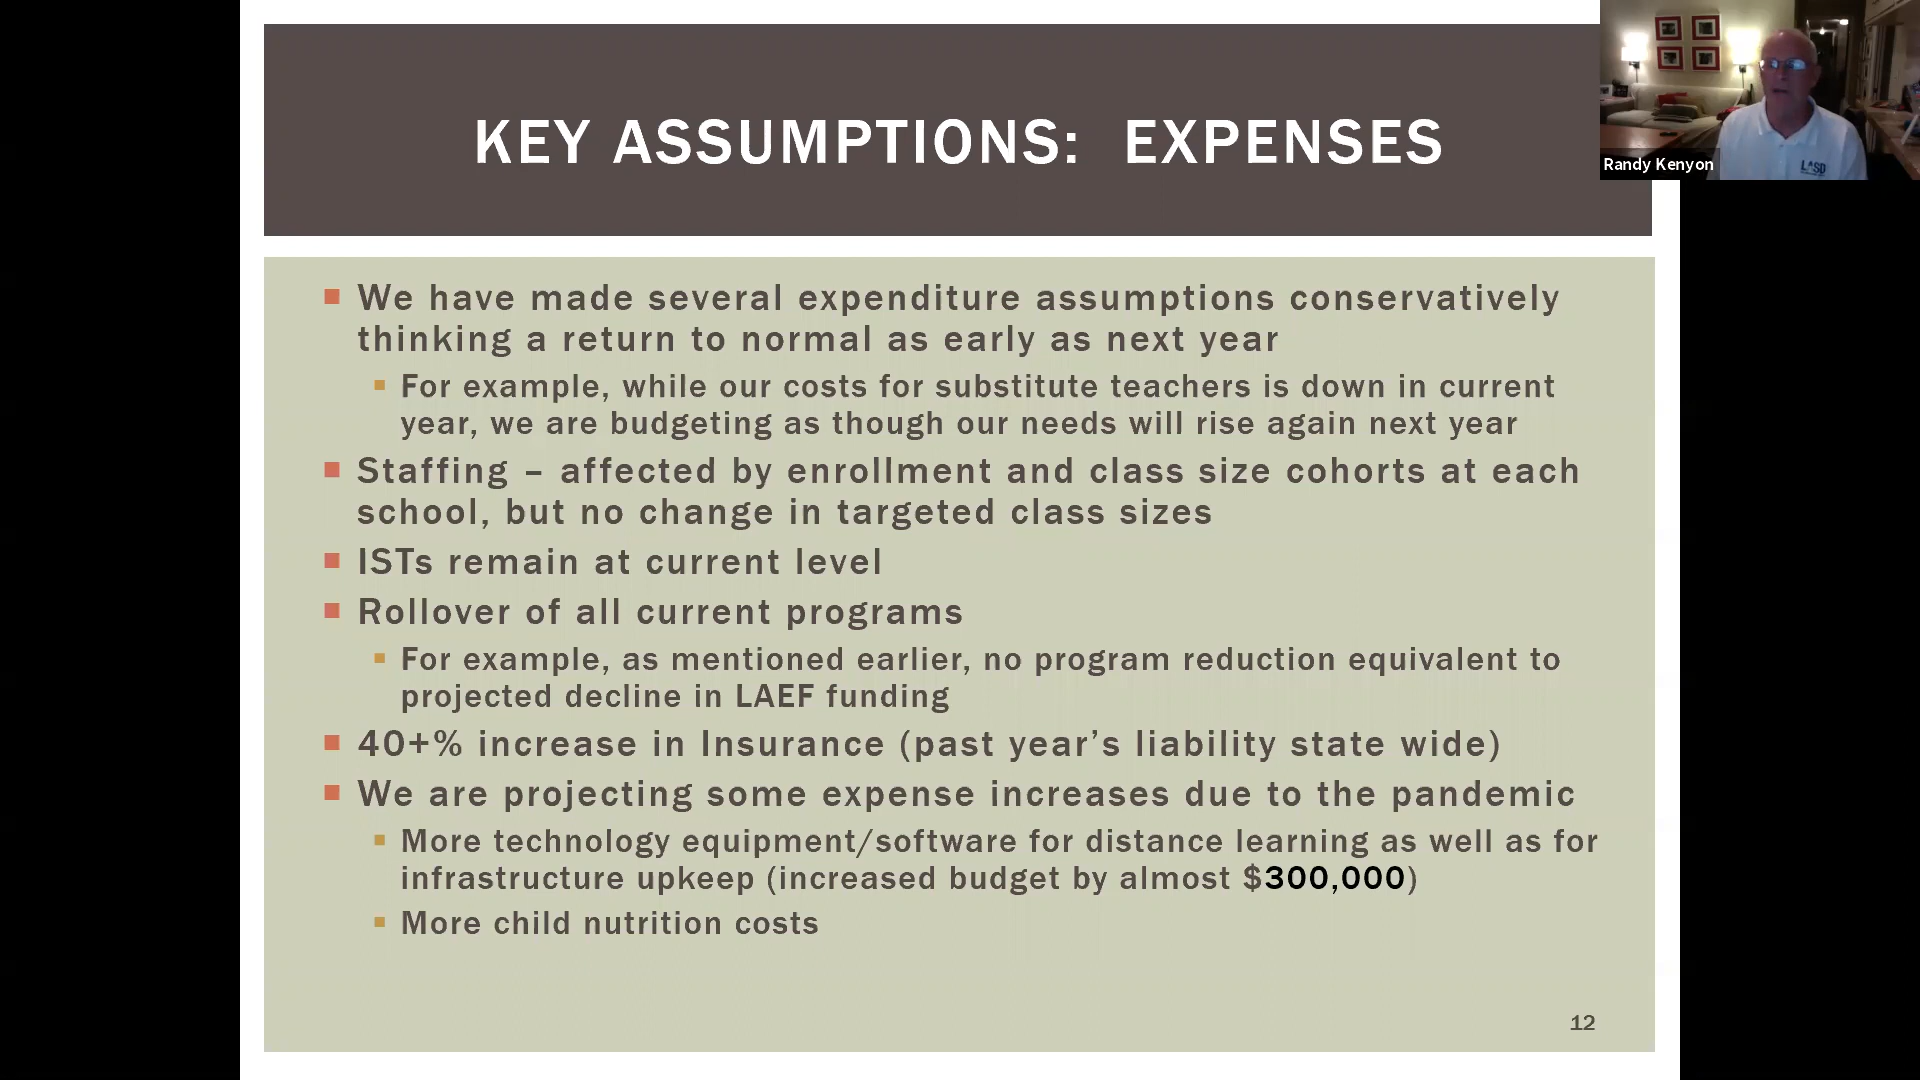 KEY ASSUMPTIONS: EXPENSES
Randy Kenyon
LASD
▪ We have made several expenditure assumptions conservatively
thinking a return to normal as early as next year
▪ For example, while our costs for substitute teachers is down in current
year, we are budgeting as though our needs will rise again next year
▪ Staffing – affected by enrollment and class size cohorts at each
school, but no change in targeted class sizes
▪ ISTs remain at current level
▪ Rollover of all current programs
▪ For example, as mentioned earlier, no program reduction equivalent to
projected decline in LAEF funding
▪ 40+% increase in Insurance (past year’s liability state wide)
▪ We are projecting some expense increases due to the pandemic
▪ More technology equipment/software for distance learning as well as for
infrastructure upkeep (increased budget by almost $300,000)
▪ More child nutrition costs
12